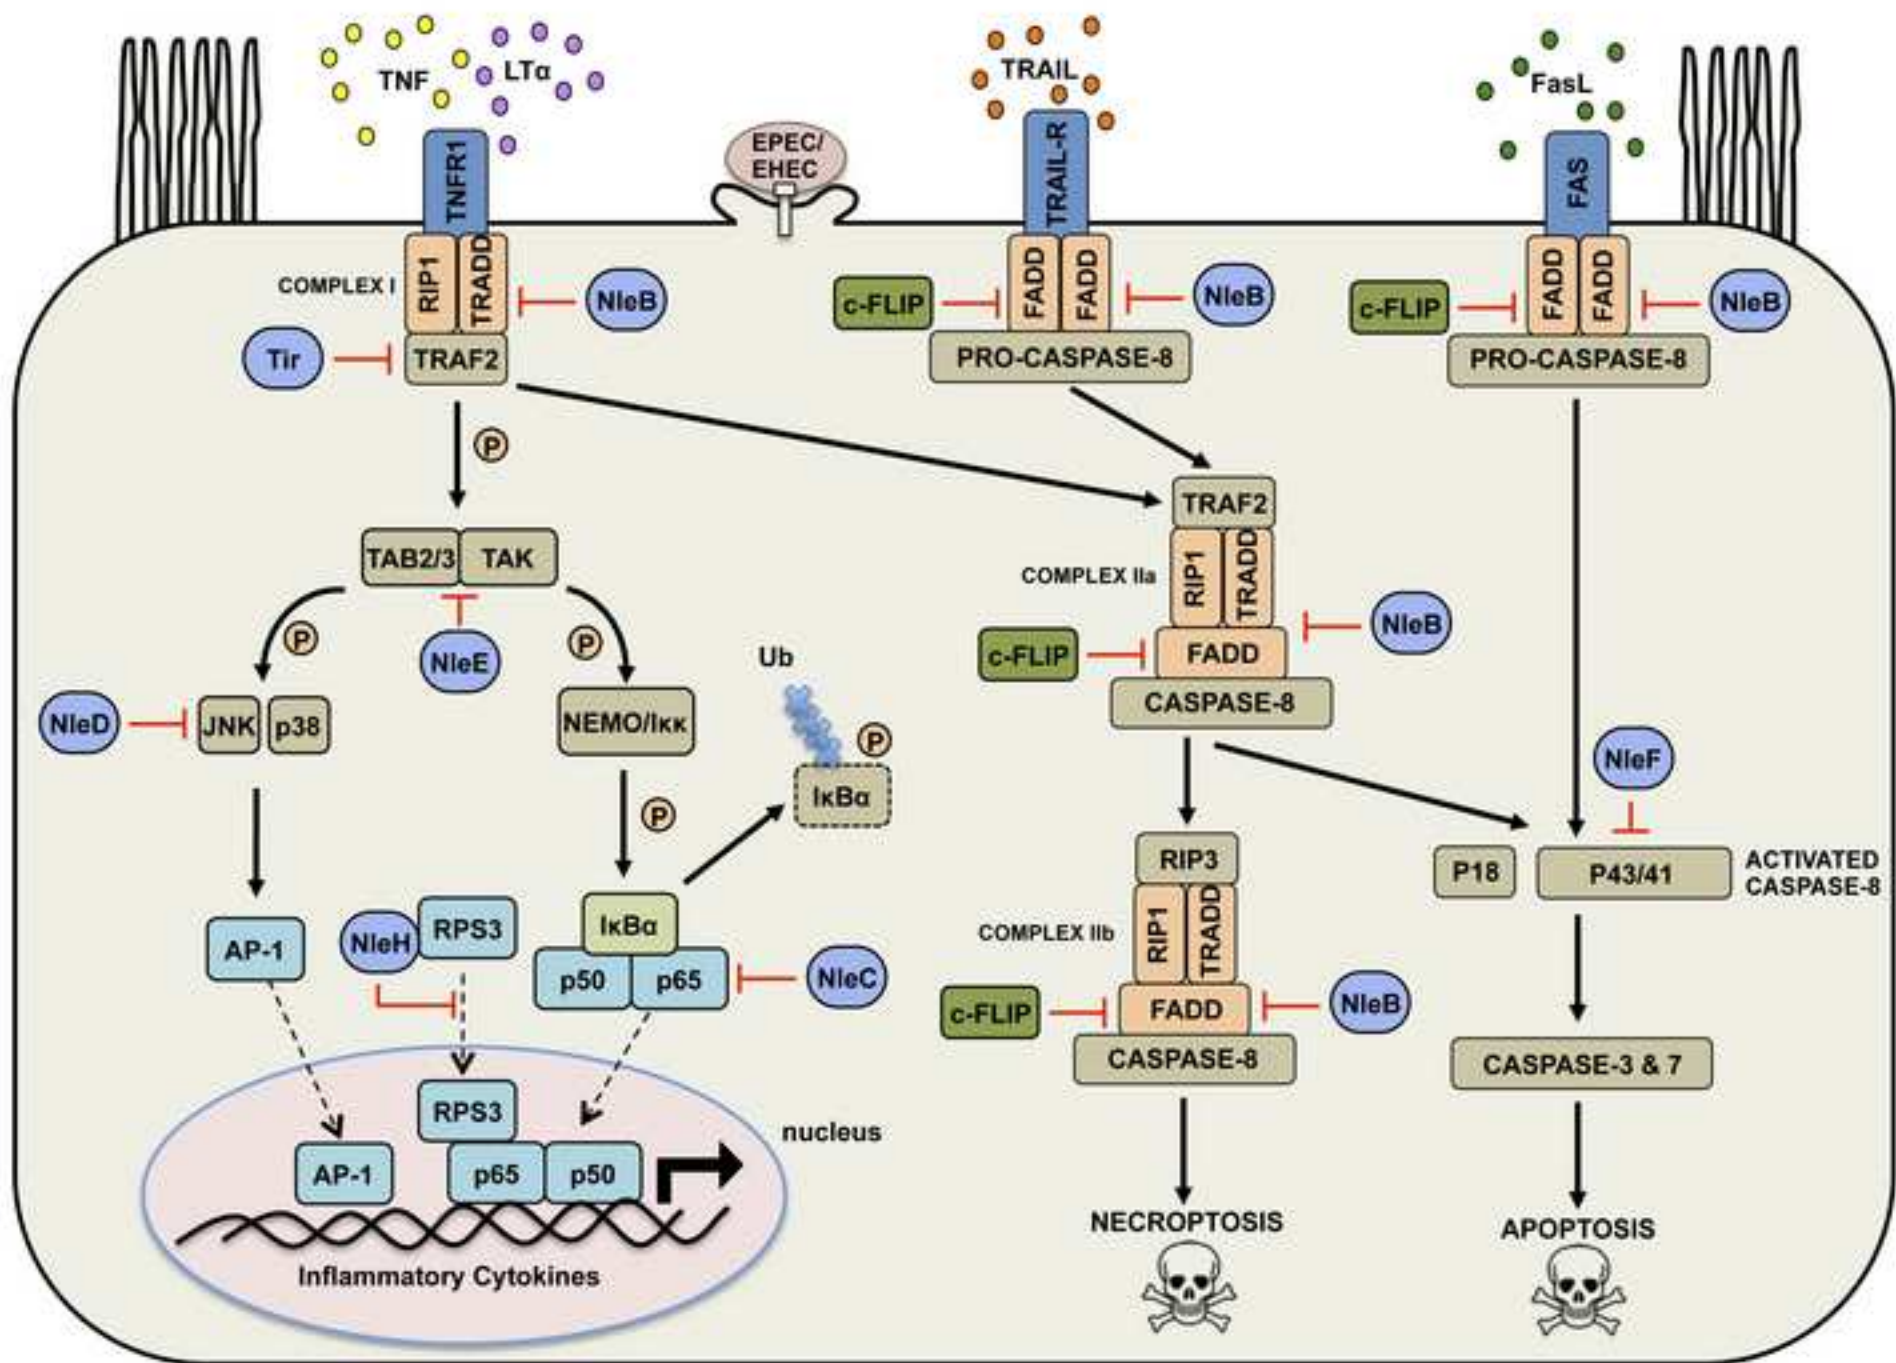 TNF
LTα
TRAIL
FasL
EPEC/
EHEC
TNFR1
TRAIL-R
FAS
COMPLEX I
RIP1
TRADD
NleB
c-FLIP
FADD
FADD
NleB
c-FLIP
FADD
FADD
NleB
Tir
TRAF2
PRO-CASPASE-8
PRO-CASPASE-8
P
TRAF2
TAB2/3
TAK
COMPLEX IIa
RIP1
TRADD
NleB
P
NleE
P
Ub
c-FLIP
FADD
CASPASE-8
NleD
JNK
p38
NEMO/Iκκ
P
IκBα
NleF
P
RIP3
P18
P43/41
ACTIVATED
CASPASE-8
AP-1
NleH
RPS3
IκBα
p50
p65
NleC
COMPLEX IIb
RIP1
TRADD
c-FLIP
FADD
NleB
CASPASE-8
CASPASE-3 & 7
RPS3
nucleus
AP-1
p65
p50
NECROPTOSIS
APOPTOSIS
Inflammatory Cytokines